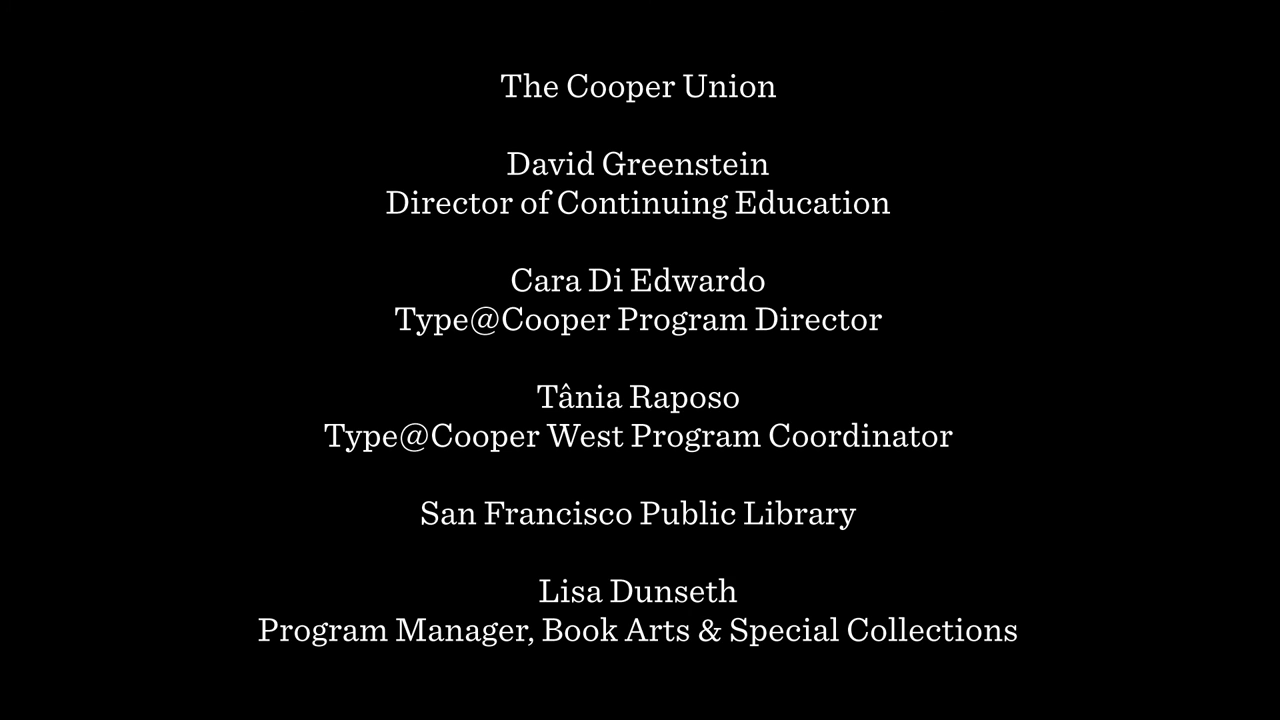 The Cooper Union
David Greenstein
Director of Continuing Education
Cara Di Edwardo
Type@Cooper Program Director
Tânia Raposo
Type@Cooper West Program Coordinator
San Francisco Public Library
Lisa Dunseth
Program Manager, Book Arts & Special Collections